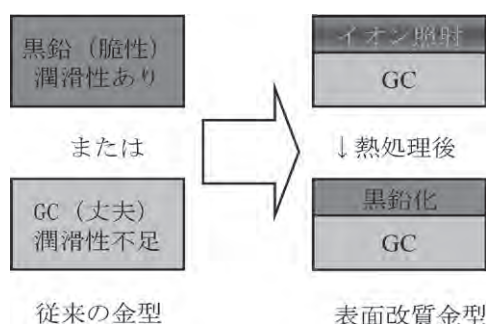 黒鉛（脆性）
潤滑性あり
または
GC（丈夫）
潤滑性不足
従来の金型
イオン照射
GC
↓熱処理後
黒鉛化
GC
表面改質金型